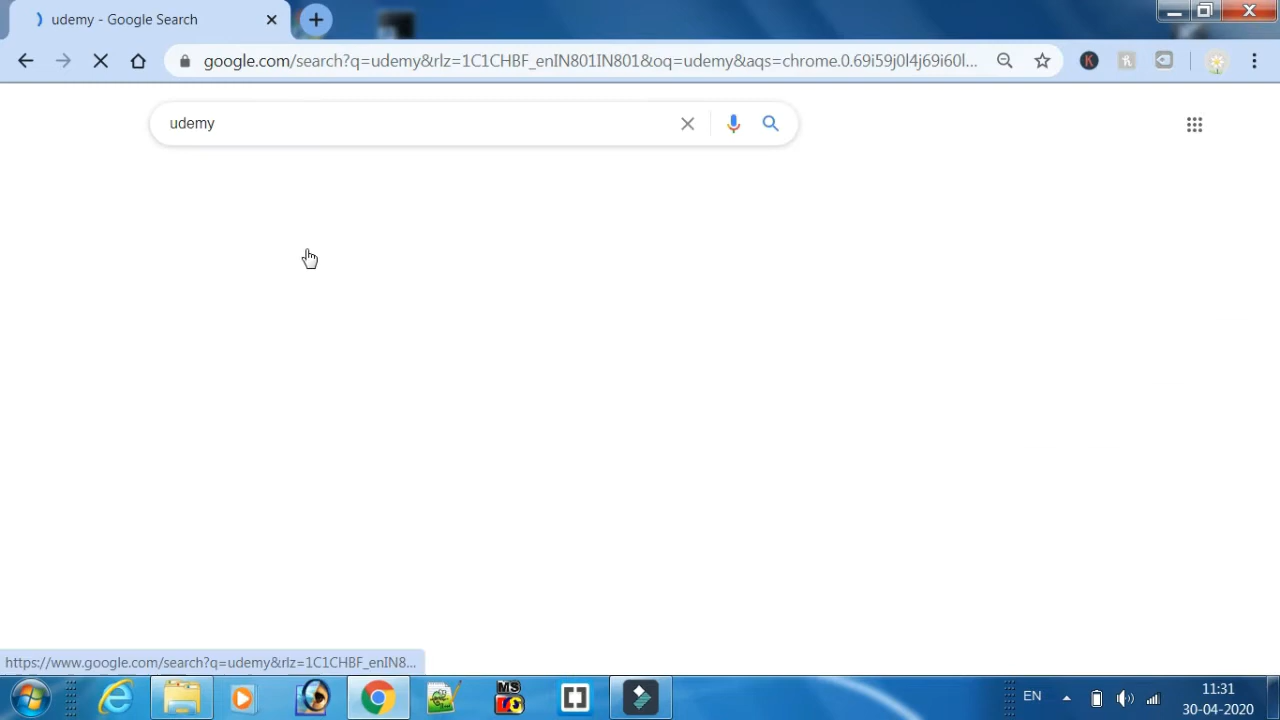 udemy - Google Search
google.com/search?q=udemy&rlz=1C1CHBF_enIN801IN801&oq=udemy&aqs=chrome.0.69i59j0l4j69i60l...
K
udemy
https://www.google.com/search?q=udemy&rlz=1C1CHBF_enIN8...
MS
EN
11:31
30-04-2020